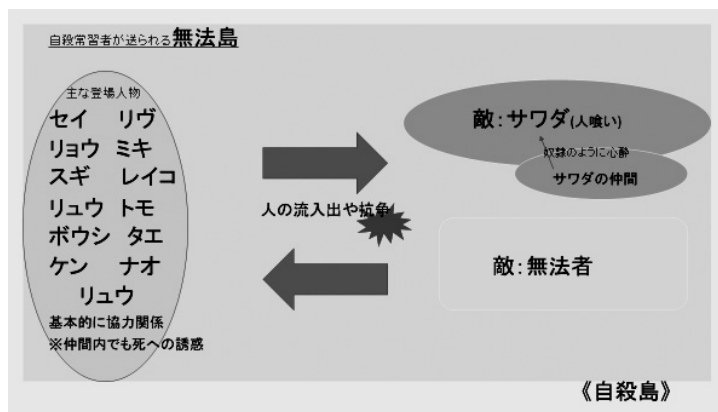 自殺常習者が送られる無法島
主な登場人物
セイ リヴ
リョウ ミキ
スギ レイコ
リュウ トモ
ボウシ タエ
ケン ナオ
リュウ
基本的に協力関係
※仲間内でも死への誘惑
人の流入出や抗争
敵:サワダ(人喰い)
奴隷のように心酔
サワダの仲間
敵:無法者
《自殺島》